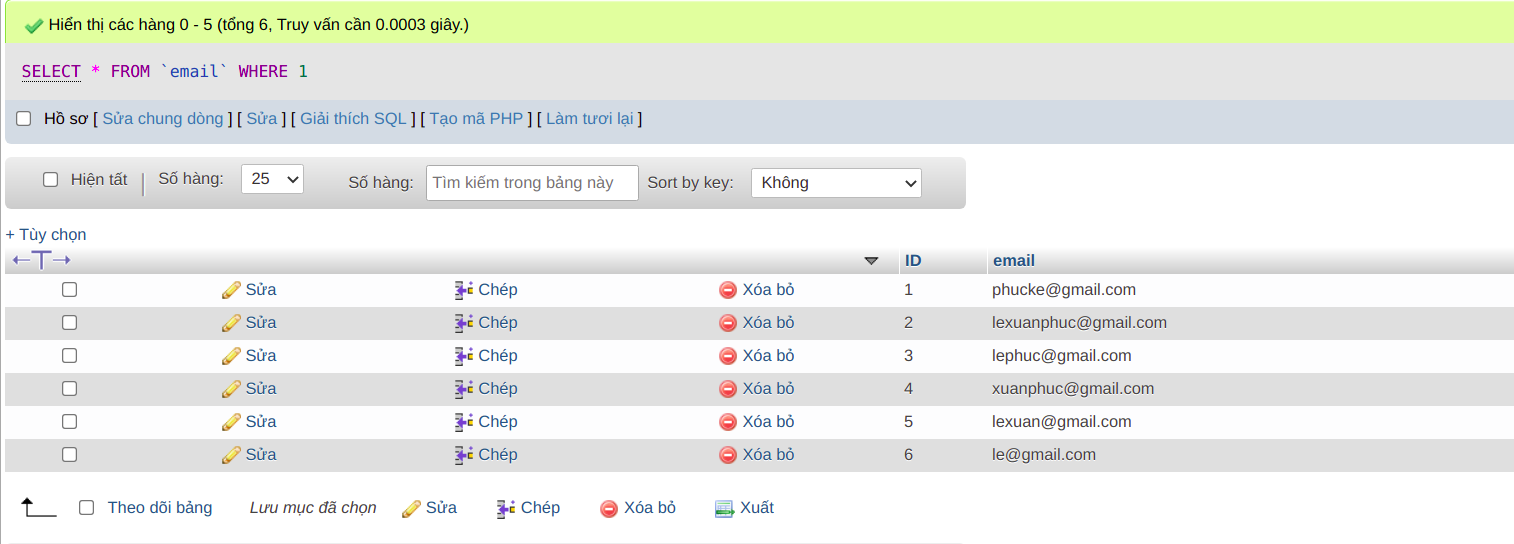 Hiển thị các hàng 0 - 5 (tổng 6, Truy vấn cần 0.0003 giây.)
SELECT * FROM `email` WHERE 1
Hồ sơ [ Sửa chung dòng ] [ Sửa ] [ Giải thích SQL ] [ Tạo mã PHP ] [ Làm tươi lại ]
Hiện tất | Số hàng: 25 Số hàng: Tìm kiếm trong bảng này Sort by key: Không
+ Tùy chọn
←T→ ID email
Sửa Chép Xóa bỏ 1 phucke@gmail.com
Sửa Chép Xóa bỏ 2 lexuanphuc@gmail.com
Sửa Chép Xóa bỏ 3 lephuc@gmail.com
Sửa Chép Xóa bỏ 4 xuanphuc@gmail.com
Sửa Chép Xóa bỏ 5 lexuan@gmail.com
Sửa Chép Xóa bỏ 6 le@gmail.com
Theo dõi bảng Lưu mục đã chọn Sửa Chép Xóa bỏ Xuất